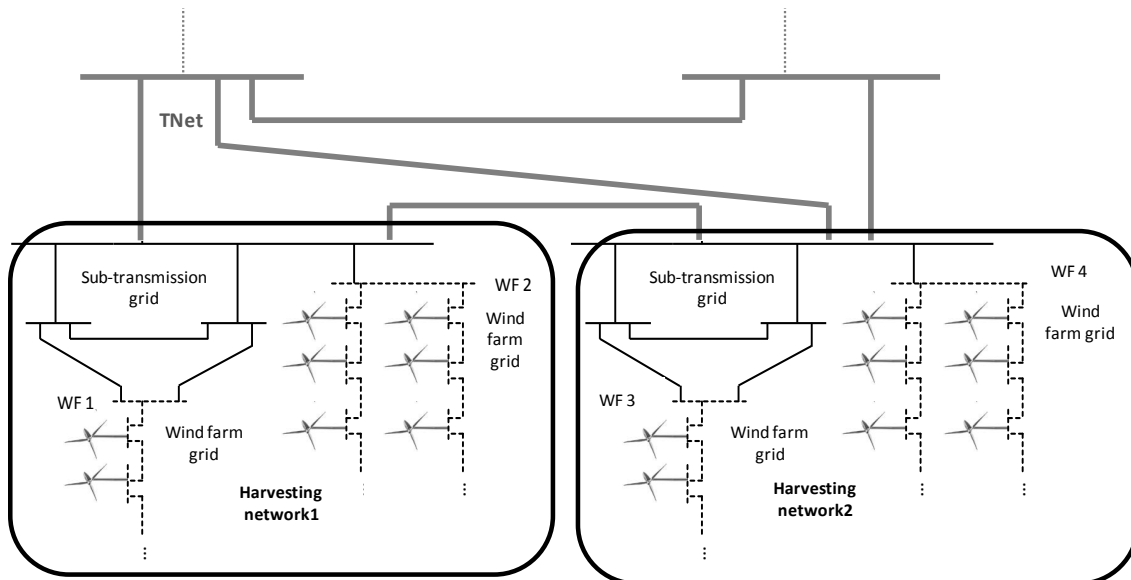 TNet
Sub-transmission
grid
WF 2
Wind
farm
grid
WF 1
Wind farm
grid
Harvesting
network1
Sub-transmission
grid
WF 4
Wind
farm grid
WF 3
Wind farm
grid
Harvesting
network2